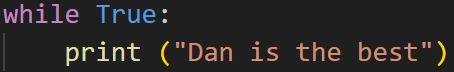 while True:
    print ("Dan is the best")